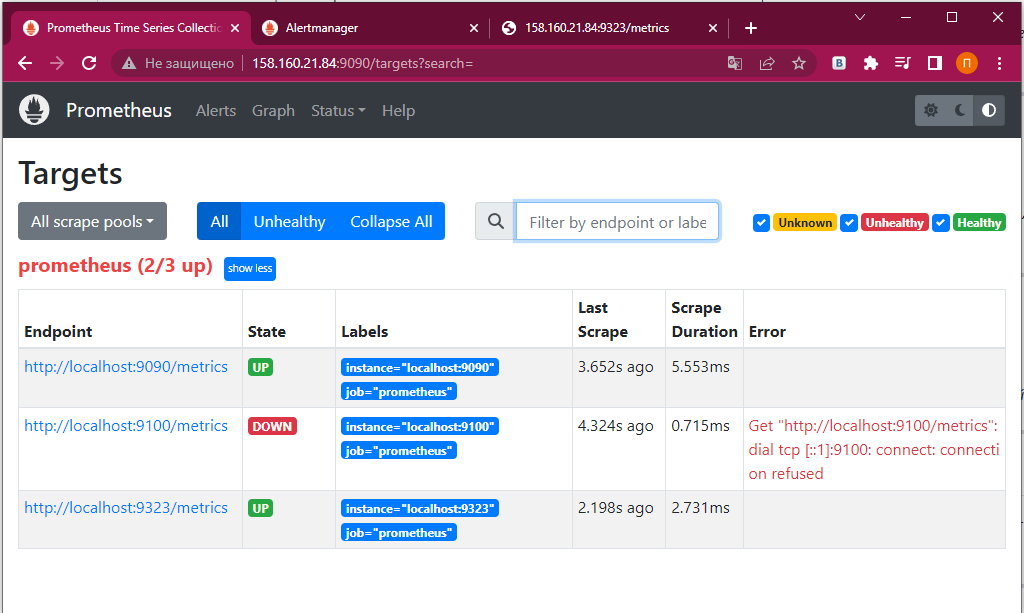 Prometheus Time Series Collectio
Alertmanager
158.160.21.84:9323/metrics
Не защищено
158.160.21.84:9090/targets?search=
B
П
Prometheus
Alerts
Graph
Status
Help
Targets
All scrape pools
All
Unhealthy
Collapse All
Filter by endpoint or labe
Unknown
Unhealthy
Healthy
prometheus (2/3 up)
show less
Endpoint
State
Labels
Last
Scrape
Scrape
Duration
Error
http://localhost:9090/metrics
UP
instance="localhost:9090"
job="prometheus"
3.652s ago
5.553ms
http://localhost:9100/metrics
DOWN
instance="localhost:9100"
job="prometheus"
4.324s ago
0.715ms
Get "http://localhost:9100/metrics":
dial tcp [::1]:9100: connect: connecti
on refused
http://localhost:9323/metrics
UP
instance="localhost:9323"
job="prometheus"
2.198s ago
2.731ms